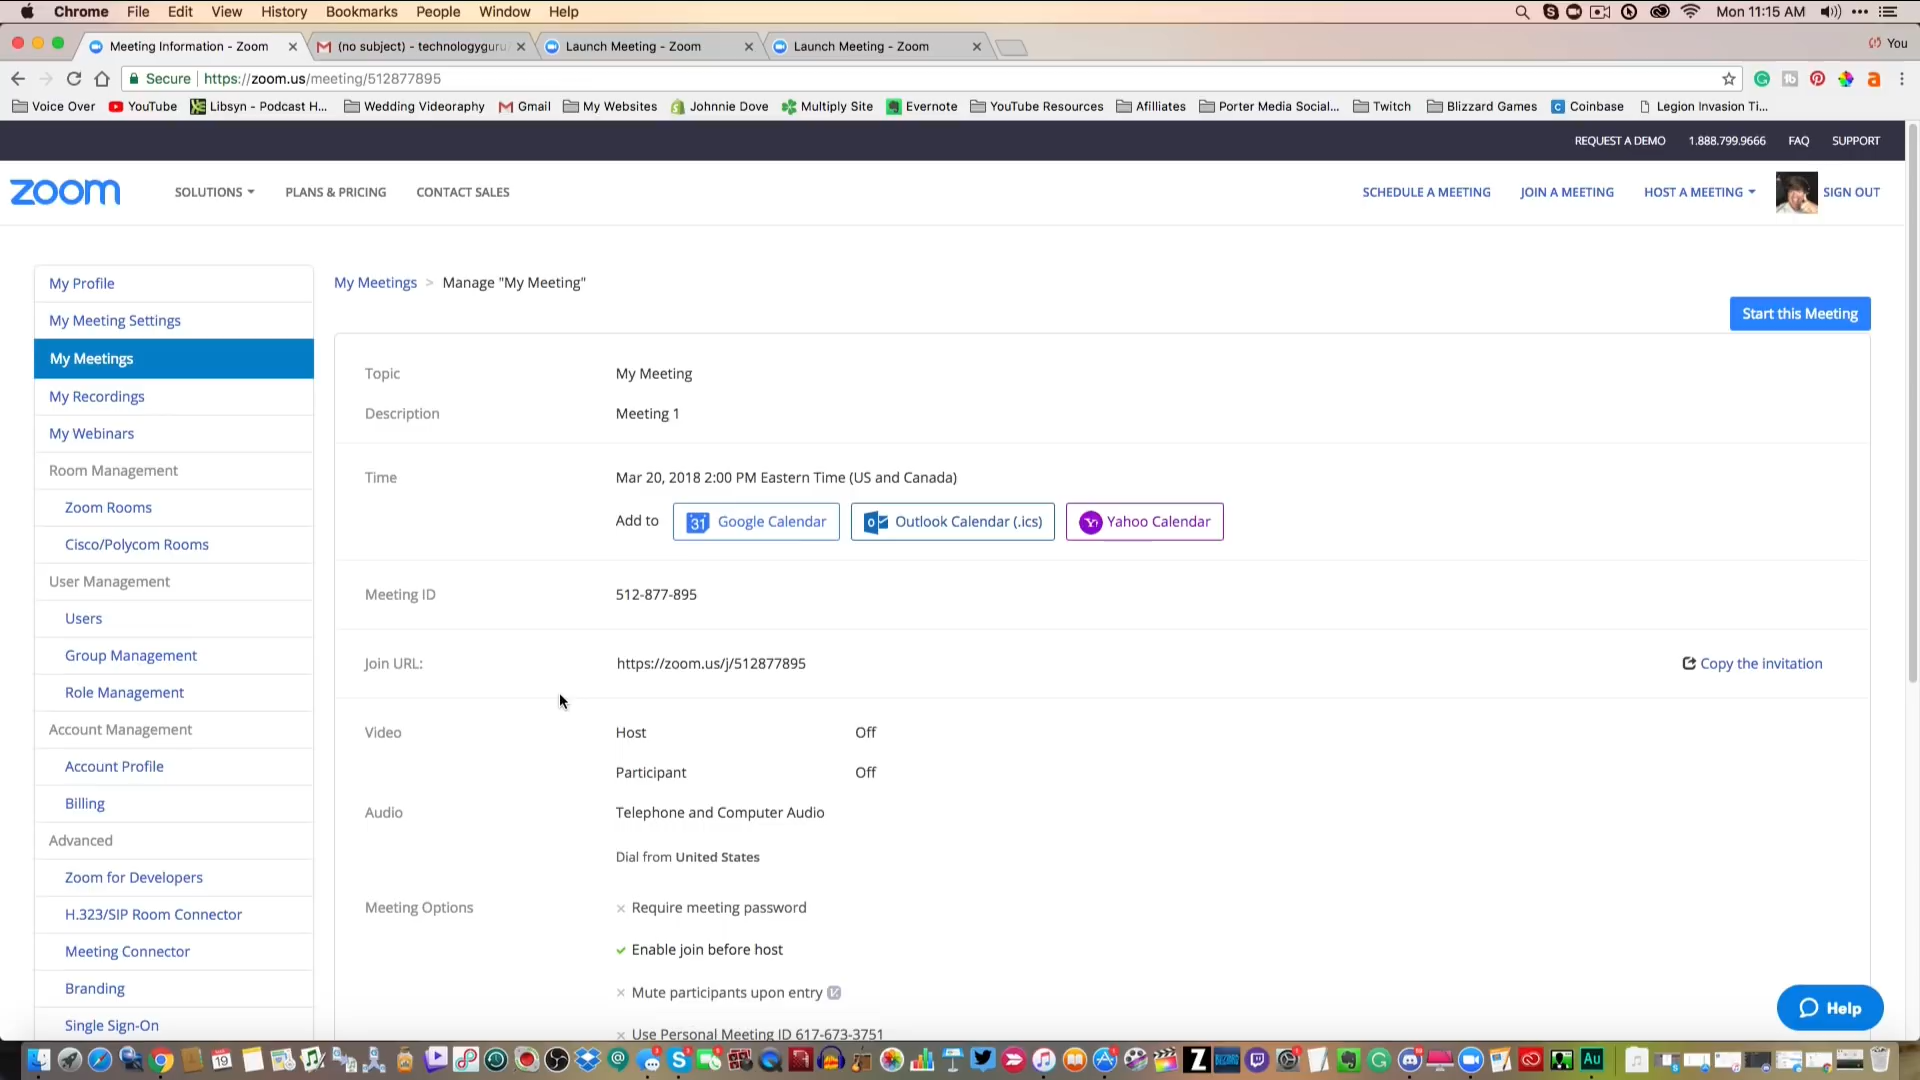 Chrome File Edit View History Bookmarks People Window Help Mon 11:15 AM
Meeting Information - Zoom (no subject) - technologyguru Launch Meeting - Zoom Launch Meeting - Zoom You
Secure https://zoom.us/meeting/512877895
Voice Over YouTube Libsyn - Podcast H... Wedding Videoraphy Gmail My Websites Johnnie Dove Multiply Site Evernote YouTube Resources Afilliates Porter Media Social... Twitch Blizzard Games Coinbase Legion Invasion Ti...
REQUEST A DEMO 1.888.799.9666 FAQ SUPPORT
zoom SOLUTIONS PLANS & PRICING CONTACT SALES SCHEDULE A MEETING JOIN A MEETING HOST A MEETING SIGN OUT
My Profile
My Meeting Settings
My Meetings
My Recordings
My Webinars
Room Management
Zoom Rooms
Cisco/Polycom Rooms
User Management
Users
Group Management
Role Management
Account Management
Account Profile
Billing
Advanced
Zoom for Developers
H.323/SIP Room Connector
Meeting Connector
Branding
Single Sign-On
My Meetings > Manage "My Meeting"
Start this Meeting
Topic My Meeting
Description Meeting 1
Time Mar 20, 2018 2:00 PM Eastern Time (US and Canada)
Add to 31 Google Calendar Outlook Calendar (.ics) Yahoo Calendar
Meeting ID 512-877-895
Join URL: https://zoom.us/j/512877895 Copy the invitation
Video Host Off
Participant Off
Audio Telephone and Computer Audio
Dial from United States
Meeting Options Require meeting password
Enable join before host
Mute participants upon entry
Use Personal Meeting ID 617-673-3751
Help